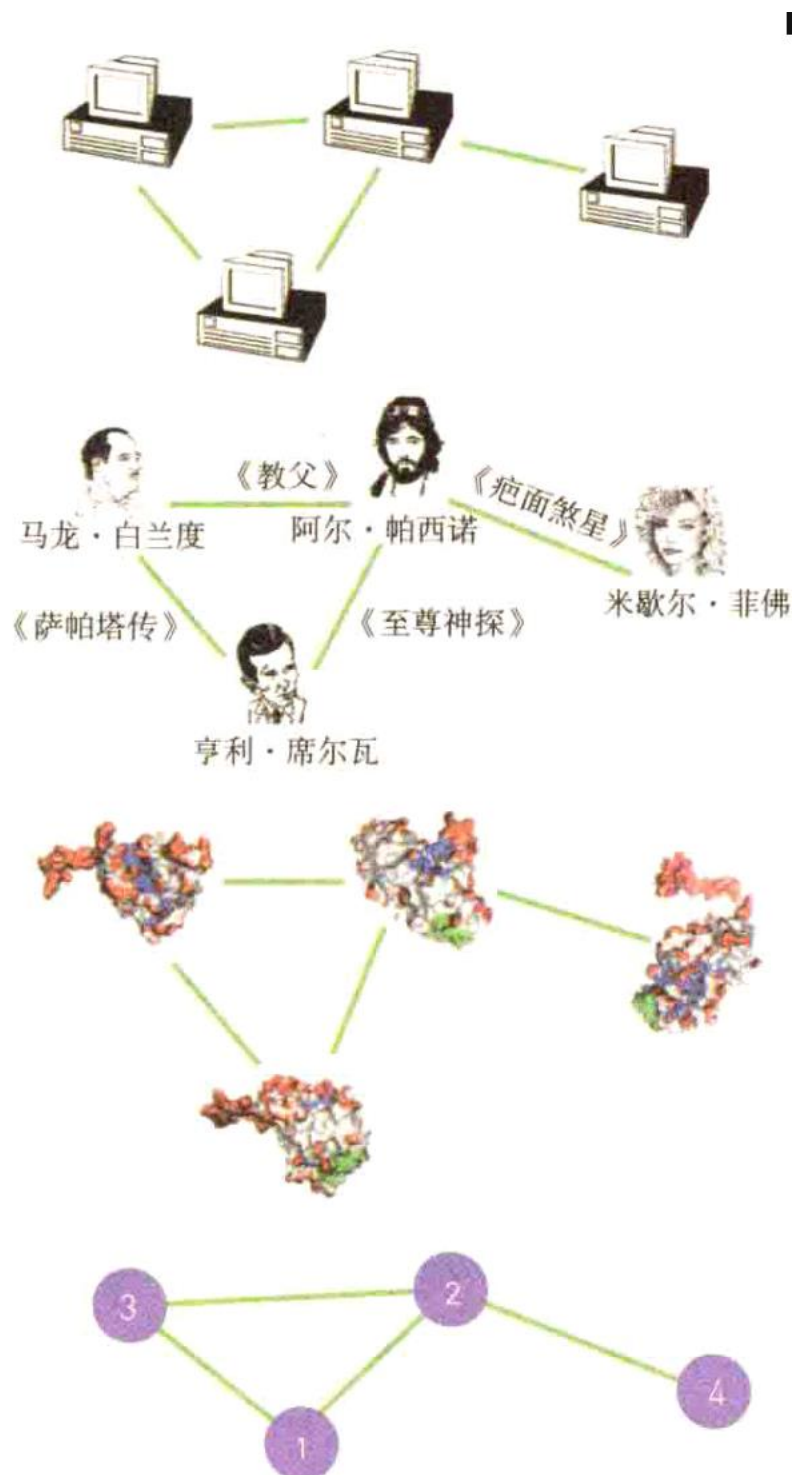 《教父》
《疤面煞星》
马龙·白兰度
阿尔·帕西诺
米歇尔·菲佛
《萨帕塔传》
《至尊神探》
亨利·席尔瓦
3
2
4
1